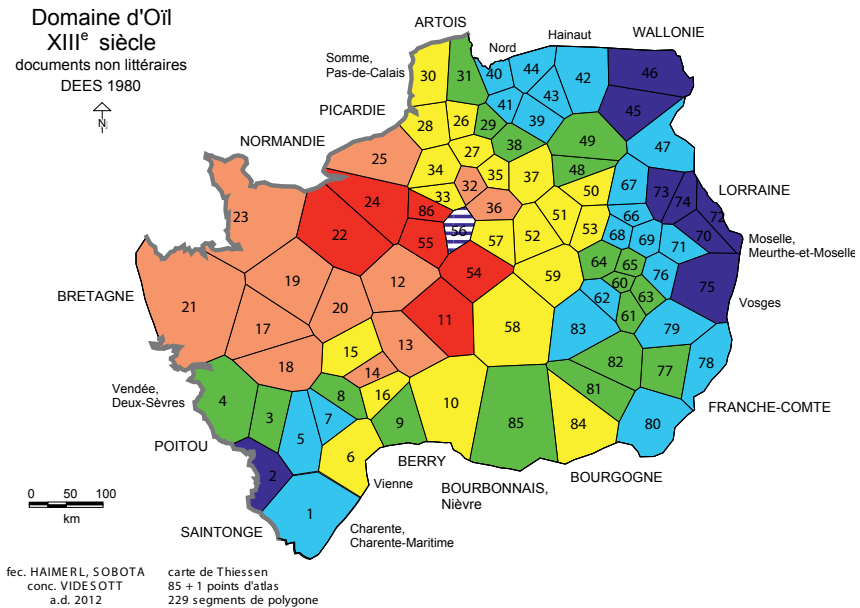 Domaine d'Oïl
XIIIe siècle
documents non littéraires
DEES 1980
N
ARTOIS
Nord
Hainaut
WALLONIE
Somme,
Pas-de-Calais
PICARDIE
NORMANDIE
BRETAGNE
LORRAINE
Moselle,
Meurthe-et-Moselle
Vosges
Vendée,
Deux-Sèvres
POITOU
SAINTONGE
Charente,
Charente-Maritime
Vienne
BERRY
BOURBONNAIS,
Nièvre
BOURGOGNE
FRANCHE-COMTE
30 31 40 44 42 46
41 43 45
28 26 29 39
38 49 47
25 34 27 35 37 48
32 50 67 73 74
23 24 33 36 51 66 72
86 56 57 52 53 68 69 70
22 55 71
54 59 64 65 76 75
19 12 60
21 20 62 63
17 11 58 61
83 79
15 13
18 14 82 77 78
4 8 16 10 81
3 7 9 85 84 80
5
6
2
1
0 50 100
km
fec. HAIMERL, SOBOTA
conc. VIDESOTT
a.d. 2012
carte de Thiessen
85 + 1 points d'atlas
229 segments de polygone